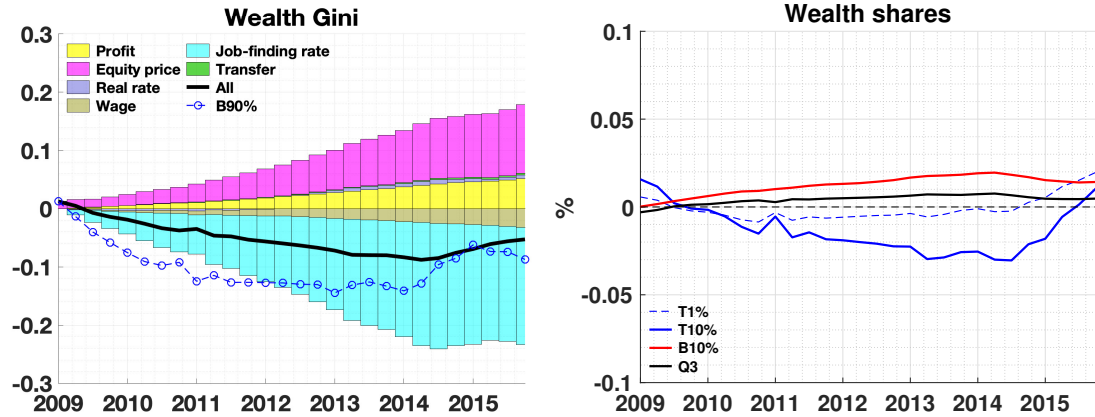 Wealth Gini
0.3
0.2
0.1
0
-0.1
-0.2
-0.3
Profit
Equity price
Real rate
Wage
Job-finding rate
Transfer
All
B90%
2009 2010 2011 2012 2013 2014 2015
Wealth shares
%
0.1
0.05
0
-0.05
-0.1
T1%
T10%
B10%
Q3
2009 2010 2011 2012 2013 2014 2015